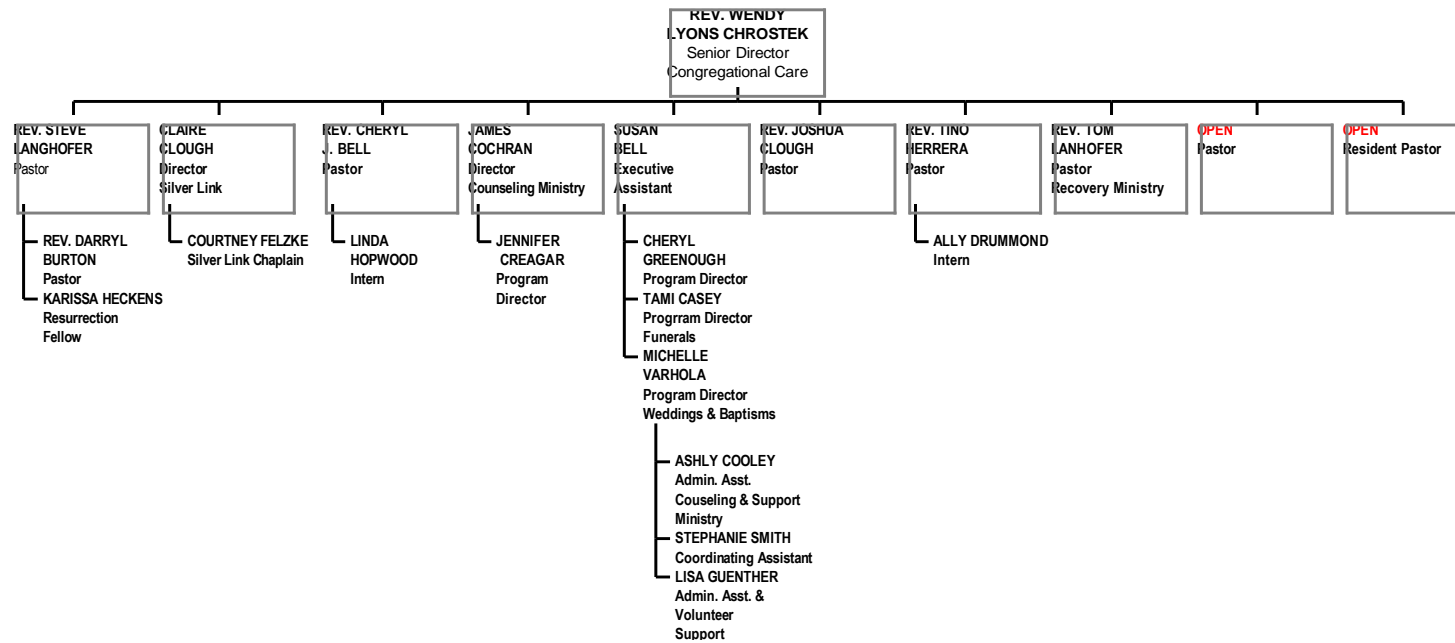 REV. WENDY
LYONS CHROSTEK
Senior Director
Congregational Care
REV. STEVE
LANGHOFER
Pastor
CLAIRE
CLOUGH
Director
Silver Link
REV. CHERYL
J. BELL
Pastor
JAMES
COCHRAN
Director
Counseling Ministry
SUSAN
BELL
Executive
Assistant
REV. JOSHUA
CLOUGH
Pastor
REV. TINO
HERRERA
Pastor
REV. TOM
LANHOFER
Pastor
Recovery Ministry
OPEN
Pastor
OPEN
Resident Pastor
REV. DARRYL
BURTON
Pastor
KARISSA HECKENS
Resurrection
Fellow
COURTNEY FELZKE
Silver Link Chaplain
LINDA
HOPWOOD
Intern
JENNIFER
CREAGAR
Program
Director
CHERYL
GREENOUGH
Program Director
TAMI CASEY
Progrram Director
Funerals
MICHELLE
VARHOLA
Program Director
Weddings & Baptisms
ASHLY COOLEY
Admin. Asst.
Couseling & Support
Ministry
STEPHANIE SMITH
Coordinating Assistant
LISA GUENTHER
Admin. Asst. &
Volunteer
Support
ALLY DRUMMOND
Intern